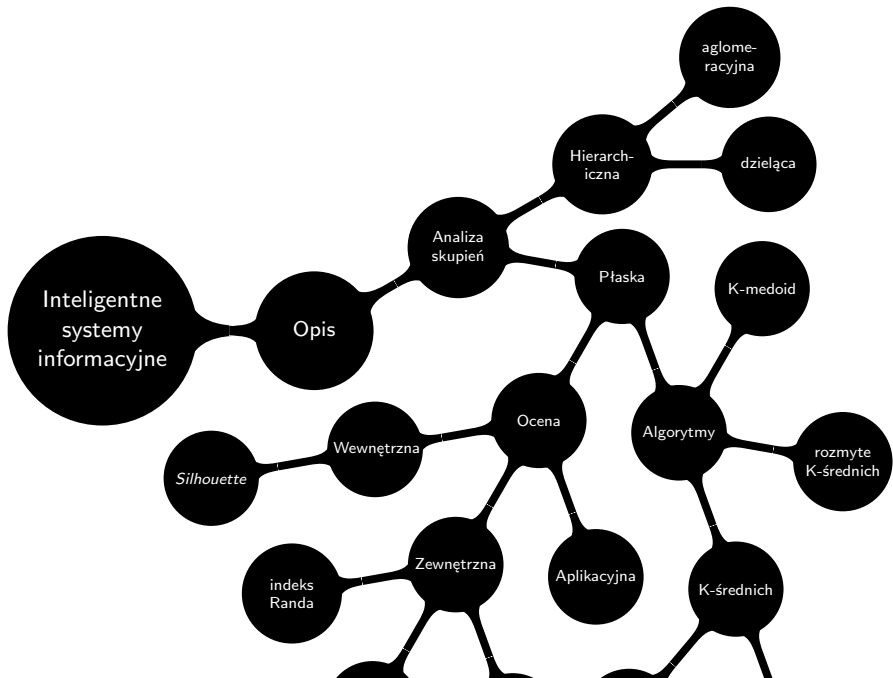 aglome-
racyjna
Hierarch-
iczna
dzieląca
Analiza
skupień
Płaska
K-medoid
Inteligentne
systemy
informacyjne
Opis
Ocena
Algorytmy
Wewnętrzna
rozmyte
K-średnich
Silhouette
Zewnętrzna
Aplikacyjna
K-średnich
indeks
Randa